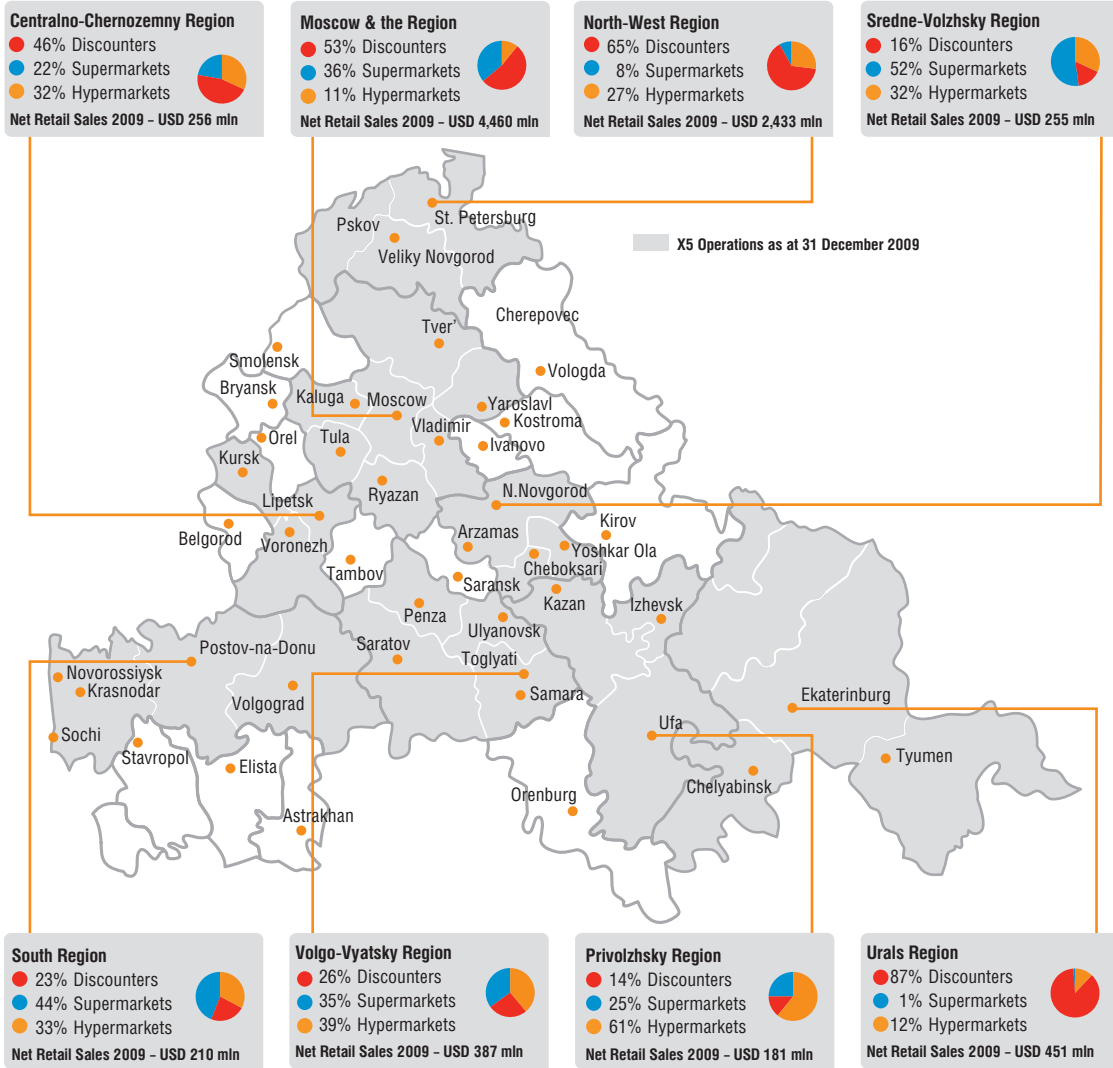 Centralno-Chernozemny Region
46% Discounters
22% Supermarkets
32% Hypermarkets
Net Retail Sales 2009 – USD 256 mln
Moscow & the Region
53% Discounters
36% Supermarkets
11% Hypermarkets
Net Retail Sales 2009 – USD 4,460 mln
North-West Region
65% Discounters
8% Supermarkets
27% Hypermarkets
Net Retail Sales 2009 – USD 2,433 mln
Sredne-Volzhsky Region
16% Discounters
52% Supermarkets
32% Hypermarkets
Net Retail Sales 2009 – USD 255 mln
St. Petersburg
Pskov
Veliky Novgorod
X5 Operations as at 31 December 2009
Cherepovec
Tver'
Smolensk
Vologda
Bryansk
Kaluga
Moscow
Yaroslavl
Kostroma
Vladimir
Orel
Tula
Ivanovo
Kursk
Ryazan
N.Novgorod
Lipetsk
Kirov
Belgorod
Voronezh
Arzamas
Yoshkar Ola
Cheboksari
Tambov
Saransk
Kazan
Izhevsk
Penza
Ulyanovsk
Postov-na-Donu
Saratov
Toglyati
Novorossiysk
Krasnodar
Volgograd
Samara
Ekaterinburg
Sochi
Ufa
Stavropol
Elista
Tyumen
Chelyabinsk
Orenburg
Astrakhan
South Region
23% Discounters
44% Supermarkets
33% Hypermarkets
Net Retail Sales 2009 – USD 210 mln
Volgo-Vyatsky Region
26% Discounters
35% Supermarkets
39% Hypermarkets
Net Retail Sales 2009 – USD 387 mln
Privolzhsky Region
14% Discounters
25% Supermarkets
61% Hypermarkets
Net Retail Sales 2009 – USD 181 mln
Urals Region
87% Discounters
1% Supermarkets
12% Hypermarkets
Net Retail Sales 2009 – USD 451 mln